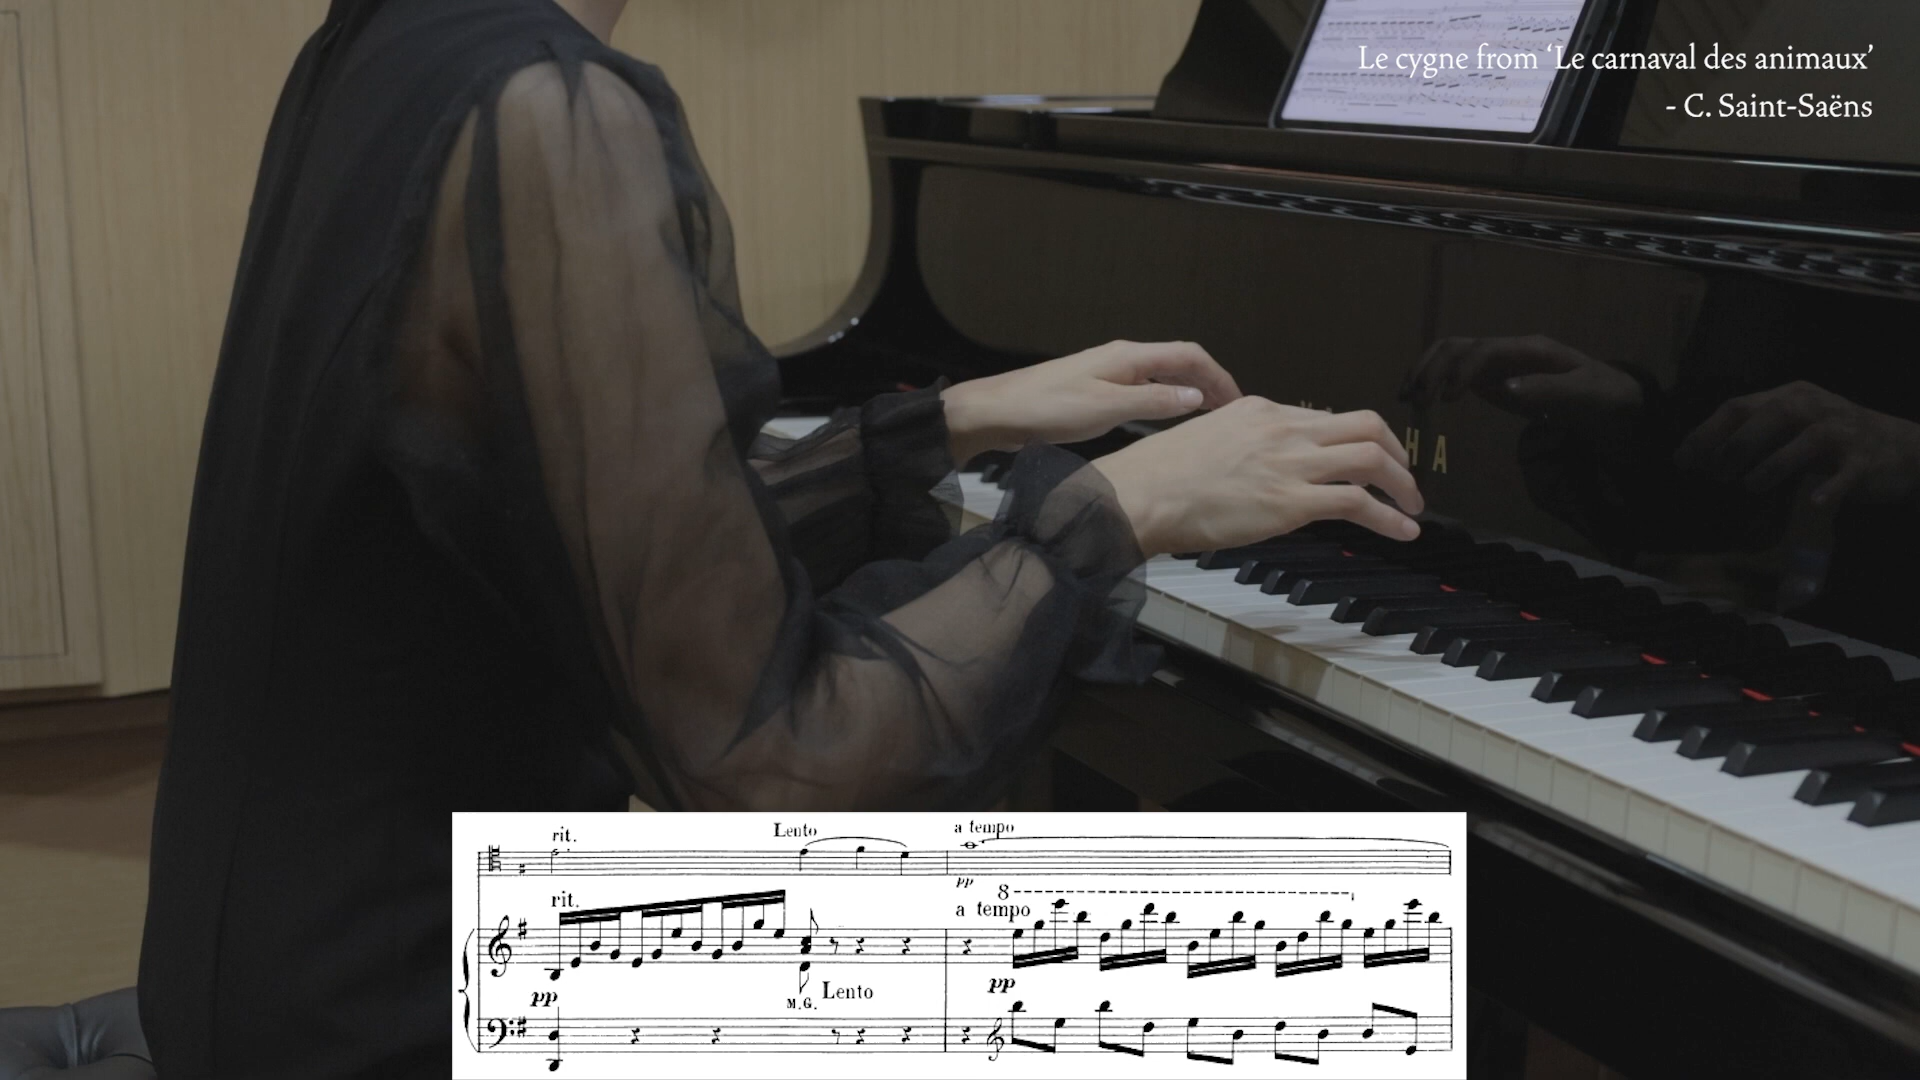 Le cygne from ‘Le carnaval des animaux’
- C. Saint-Saëns
HA
rit. Lento a tempo
pp
8
rit. a tempo
pp
pp
M.G. Lento